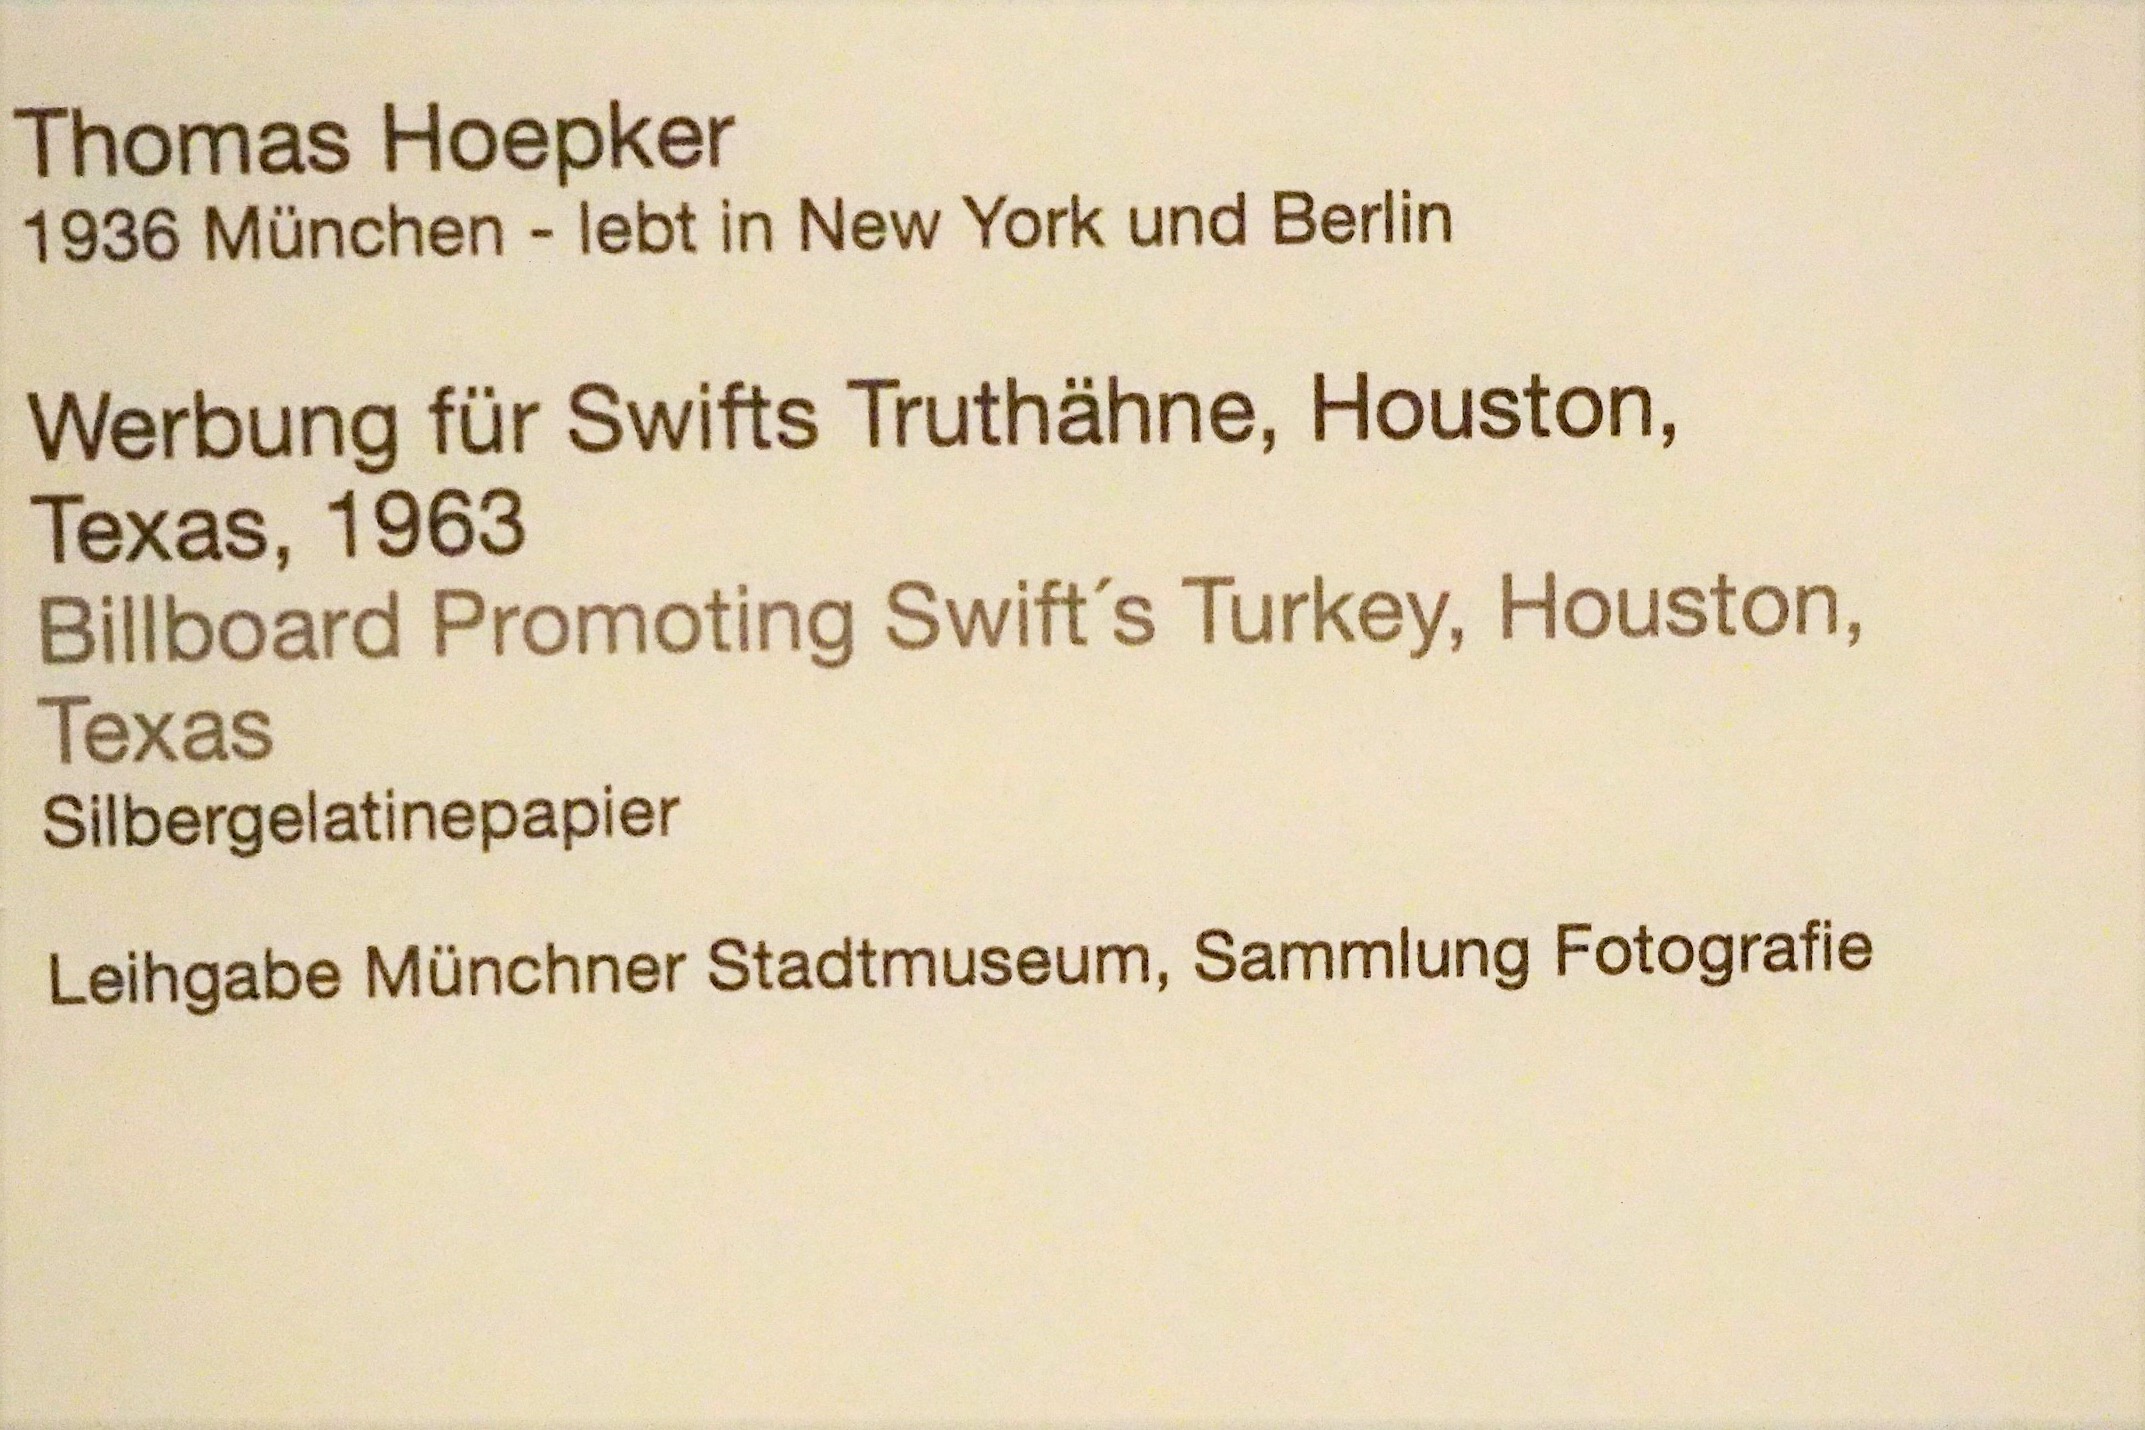 Thomas Hoepker
1936 München - lebt in New York und Berlin
Werbung für Swifts Truthähne, Houston,
Texas, 1963
Billboard Promoting Swift´s Turkey, Houston,
Texas
Silbergelatinepapier
Leihgabe Münchner Stadtmuseum, Sammlung Fotografie